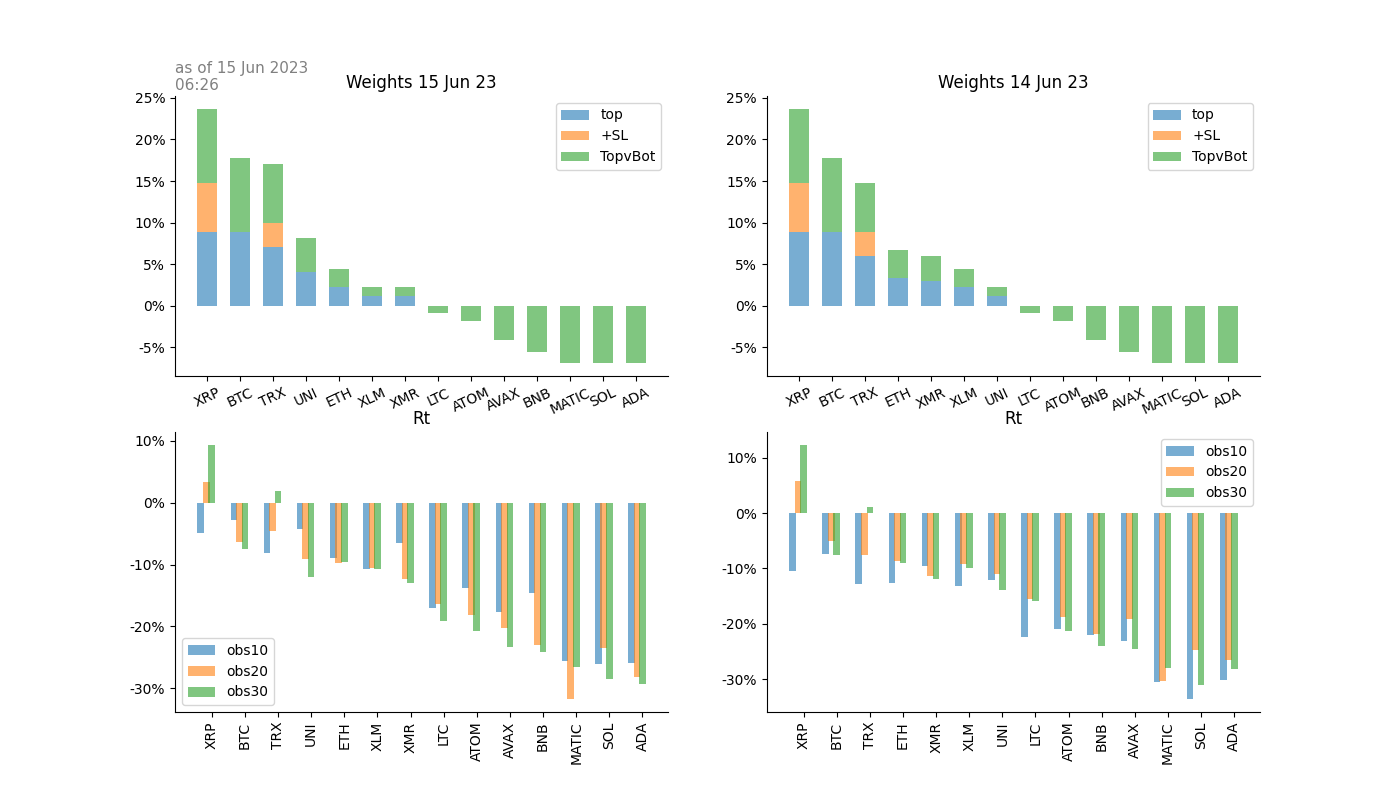 as of 15 Jun 2023
06:26
Weights 15 Jun 23
25%
20%
15%
10%
5%
0%
-5%
top
+SL
TopvBot
XRP BTC TRX UNI ETH XLM XMR LTC ATOM AVAX BNB MATIC SOL ADA
Weights 14 Jun 23
25%
20%
15%
10%
5%
0%
-5%
top
+SL
TopvBot
XRP BTC TRX ETH XMR XLM UNI LTC ATOM BNB AVAX MATIC SOL ADA
Rt
10%
0%
-10%
-20%
-30%
obs10
obs20
obs30
XRP BTC TRX UNI ETH XLM XMR LTC ATOM AVAX BNB MATIC SOL ADA
Rt
10%
0%
-10%
-20%
-30%
obs10
obs20
obs30
XRP BTC TRX ETH XMR XLM UNI LTC ATOM BNB AVAX MATIC SOL ADA